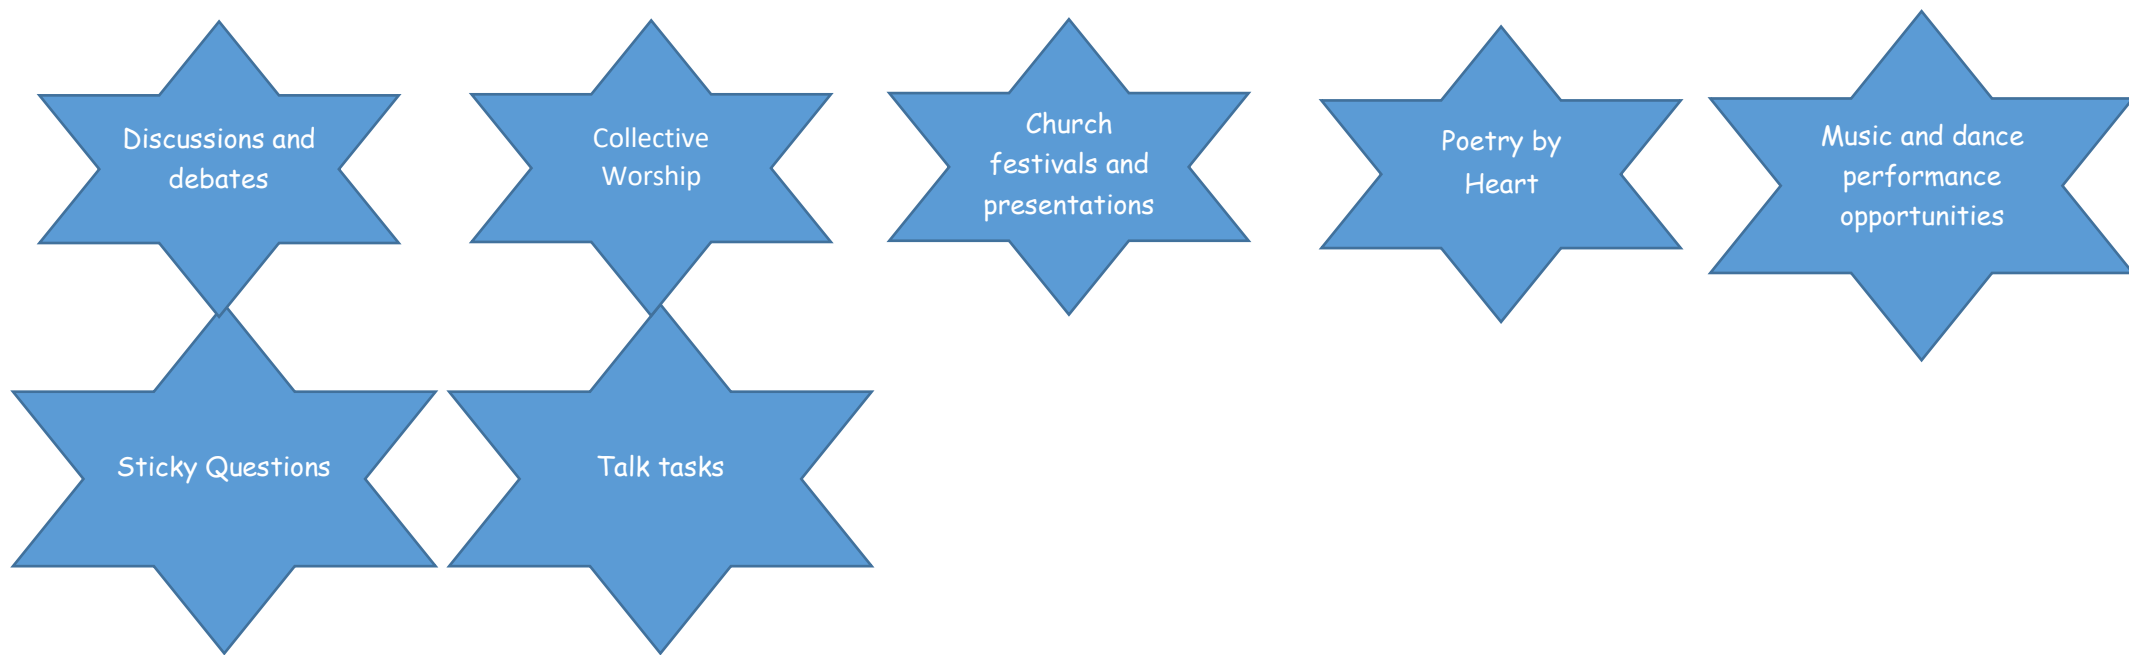 Discussions and
debates
Collective
Worship
Church
festivals and
presentations
Poetry by
Heart
Music and dance
performance
opportunities
Sticky Questions
Talk tasks